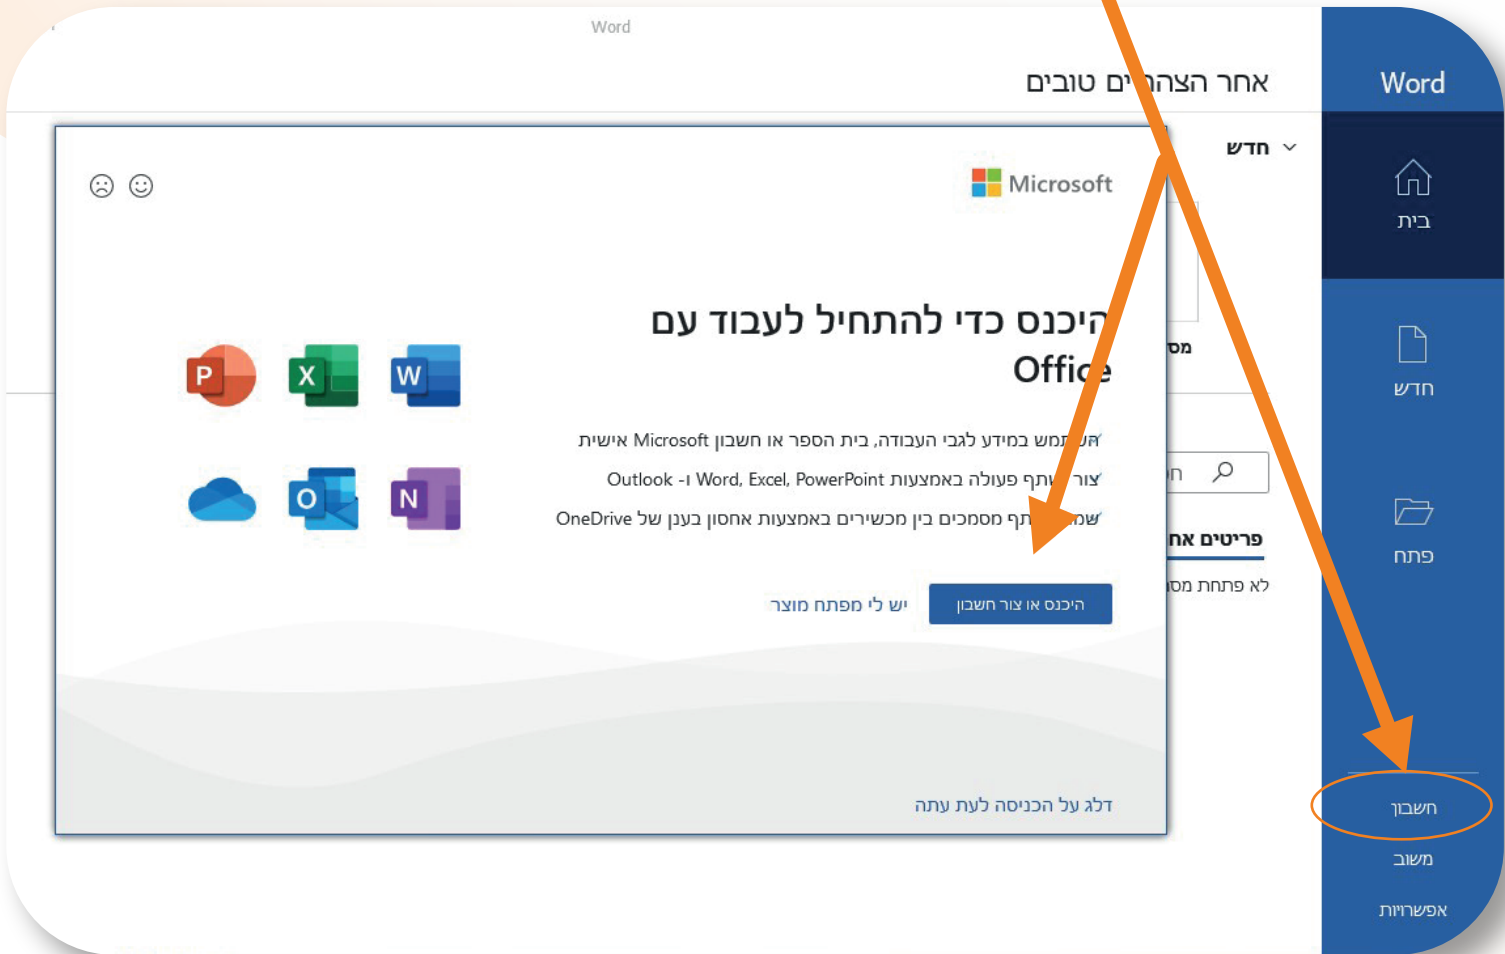 Word
Word
אחר הצהריים טובים
חדש
בית
חדש
פתח
חשבון
משוב
אפשרויות
Microsoft
היכנס כדי להתחיל לעבוד עם
Office
P X W
O N
השתמש במידע לגבי העבודה, בית הספר או חשבון Microsoft אישית
צור ושתף פעולה באמצעות Word, Excel, PowerPoint ו- Outlook
ושתף מסמכים בין מכשירים באמצעות אחסון בענן של OneDrive
היכנס או צור חשבון
יש לי מפתח מוצר
דלג על הכניסה לעת עתה
פריטים
לא פתחת